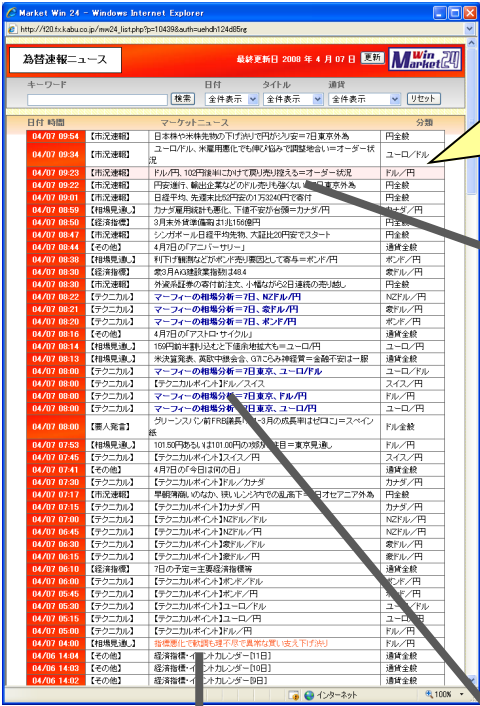 Market Win 24 - Windows Internet Explorer
http://f20.fx.kabu.co.jp/mw24_list.php?p=10439&auth=uehdh124d85rg
為替速報ニュース
最終更新日 2008 年 4 月 07 日 更新
Market Win 24
キーワード 日付 タイトル 通貨
検索 全件表示 全件表示 全件表示 リセット
日付 時間 マーケットニュース 分類
04/07 09:54 【市況速報】 日本株や米株先物の下げ渋りで円がジリ安=7日東京外為 円全般
04/07 09:34 【市況速報】 ユーロ/ドル、米雇用悪化でも伸び悩みで調整地合い=オーダー状況 ユーロ/ドル
04/07 09:23 【市況速報】 ドル/円、102円後半にかけて戻り売り控える=オーダー状況 ドル/円
04/07 09:22 【市況速報】 円安進行、輸出企業などのドル売りも強くない 日東京外為 円全般
04/07 09:01 【市況速報】 日経平均、先週末比53円安の1万3240円で寄付 円全般
04/07 08:59 【相場見通し】 カナダ雇用統計も悪化、下値不安が台頭=カナダ/円 カナダ/円
04/07 08:50 【経済指標】 3月末外貨準備高は1兆156億円 円全般
04/07 08:47 【市況速報】 シンガポール日経平均先物、大証比20円安でスタート 円全般
04/07 08:44 【その他】 4月7日の「アニバーサリー」 通貨全般
04/07 08:38 【相場見通し】 利下げ観測などがポンド売り要因として寄与=ポンド/円 ポンド/円
04/07 08:30 【経済指標】 豪3月AiG建設業指数は48.4 豪ドル/円
04/07 08:30 【市況速報】 外資系証券の寄付前注文、小幅ながら2日連続の売り越し 円全般
04/07 08:22 【テクニカル】 マーフィーの相場分析=7日、NZドル/円 NZドル/円
04/07 08:21 【テクニカル】 マーフィーの相場分析=7日、豪ドル/円 豪ドル/円
04/07 08:20 【テクニカル】 マーフィーの相場分析=7日、ポンド/円 ポンド/円
04/07 08:16 【その他】 4月7日の「アストロ・サイクル」 通貨全般
04/07 08:14 【相場見通し】 159円前半割り込むと下値余地拡大も=ユーロ/円 ユーロ/円
04/07 08:13 【相場見通し】 米決算発表、英欧中銀会合、G7にらみ神経質=金融不安は一服 通貨全般
04/07 08:00 【テクニカル】 マーフィーの相場分析=7日東京、ユーロ/ドル ユーロ/ドル
04/07 08:00 【テクニカル】 【テクニカルポイント】ドル/スイス スイス/円
04/07 08:00 【テクニカル】 マーフィーの相場分析=7日東京、ドル/円 ドル/円
04/07 08:00 【テクニカル】 マーフィーの相場分析=7日東京、ユーロ/円 ユーロ/円
04/07 08:00 【要人発言】 グリーンスパン前FRB議長「 -3月の成長率はゼロに」=スペイン紙 ドル全般
04/07 07:53 【相場見通し】 101.50円あるいは101.00円の攻防 注目=東京見通し ドル/円
04/07 07:45 【テクニカル】 【テクニカルポイント】スイス/円 スイス/円
04/07 07:41 【その他】 4月7日の「今日は何の日」 通貨全般
04/07 07:30 【テクニカル】 【テクニカルポイント】ドル/カナダ カナダ/円
04/07 07:17 【市況速報】 早朝薄商いのなか、狭いレンジ内での乱高下= 日オセアニア外為 円全般
04/07 07:15 【テクニカル】 【テクニカルポイント】カナダ/円 カナダ/円
04/07 07:00 【テクニカル】 【テクニカルポイント】NZドル/ドル NZドル/円
04/07 06:45 【テクニカル】 【テクニカルポイント】NZドル/円 NZドル/円
04/07 06:30 【テクニカル】 【テクニカルポイント】豪ドル/ドル 豪ドル/円
04/07 06:15 【テクニカル】 【テクニカルポイント】豪ドル/円 豪ドル/円
04/07 06:10 【経済指標】 7日の予定=主要経済指標等 通貨全般
04/07 06:00 【テクニカル】 【テクニカルポイント】ポンド/ドル ポンド/円
04/07 05:45 【テクニカル】 【テクニカルポイント】ポンド/円 ポンド/円
04/07 05:30 【テクニカル】 【テクニカルポイント】ユーロ/ドル ユーロ/ドル
04/07 05:15 【テクニカル】 【テクニカルポイント】ユーロ/円 ユーロ/円
04/07 05:00 【テクニカル】 【テクニカルポイント】ドル/円 ドル/円
04/07 04:00 【相場見通し】 指標悪化で軟調も理不尽で異常な買い支え下げ渋り ドル/円
04/06 14:04 【その他】 経済指標・イベントカレンダー[11日] 通貨全般
04/06 14:03 【その他】 経済指標・イベントカレンダー[10日] 通貨全般
04/06 14:02 【その他】 経済指標・イベントカレンダー[9日] 通貨全般
インターネット 100%